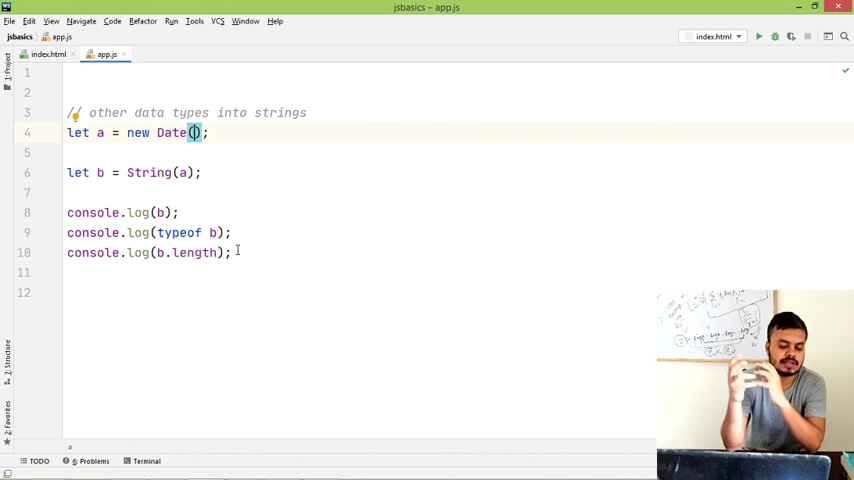 jsbasics – app.js
File Edit View Navigate Code Refactor Run Tools VCS Window Help
jsbasics app.js
index.html
index.html app.js
1: Project
1
2
3 // other data types into strings
4 let a = new Date();
5
6 let b = String(a);
7
8 console.log(b);
9 console.log(typeof b);
10 console.log(b.length);
11
12
7: Structure
2: Favorites
a
TODO 6: Problems Terminal